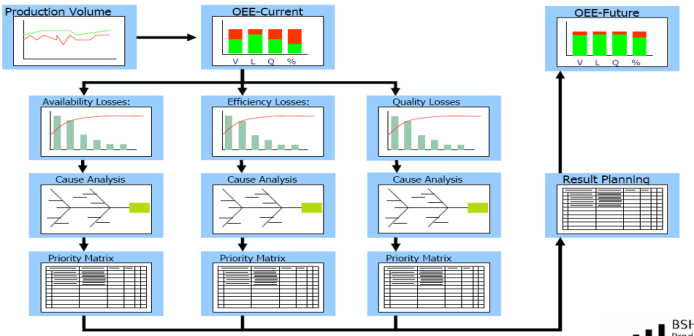 Production Volume
OEE-Current
OEE-Future
V L Q %
V L Q %
Availability Losses:
Efficiency Losses:
Quality Losses
Cause Analysis
Cause Analysis
Cause Analysis
Result Planning
Priority Matrix
Priority Matrix
Priority Matrix